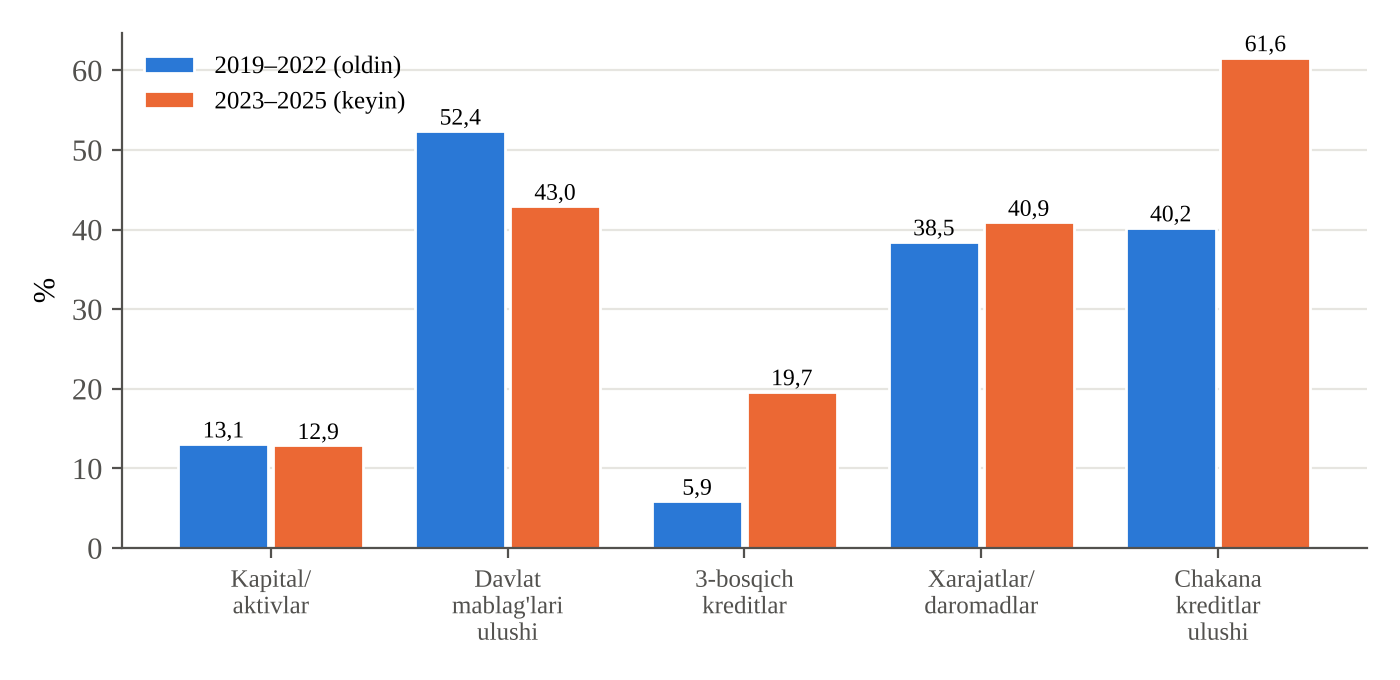 2019–2022 (oldin)
2023–2025 (keyin)
%
60
50
40
30
20
10
0
13,1
12,9
52,4
43,0
5,9
19,7
38,5
40,9
40,2
61,6
Kapital/
aktivlar
Davlat
mablag'lari
ulushi
3-bosqich
kreditlar
Xarajatlar/
daromadlar
Chakana
kreditlar
ulushi